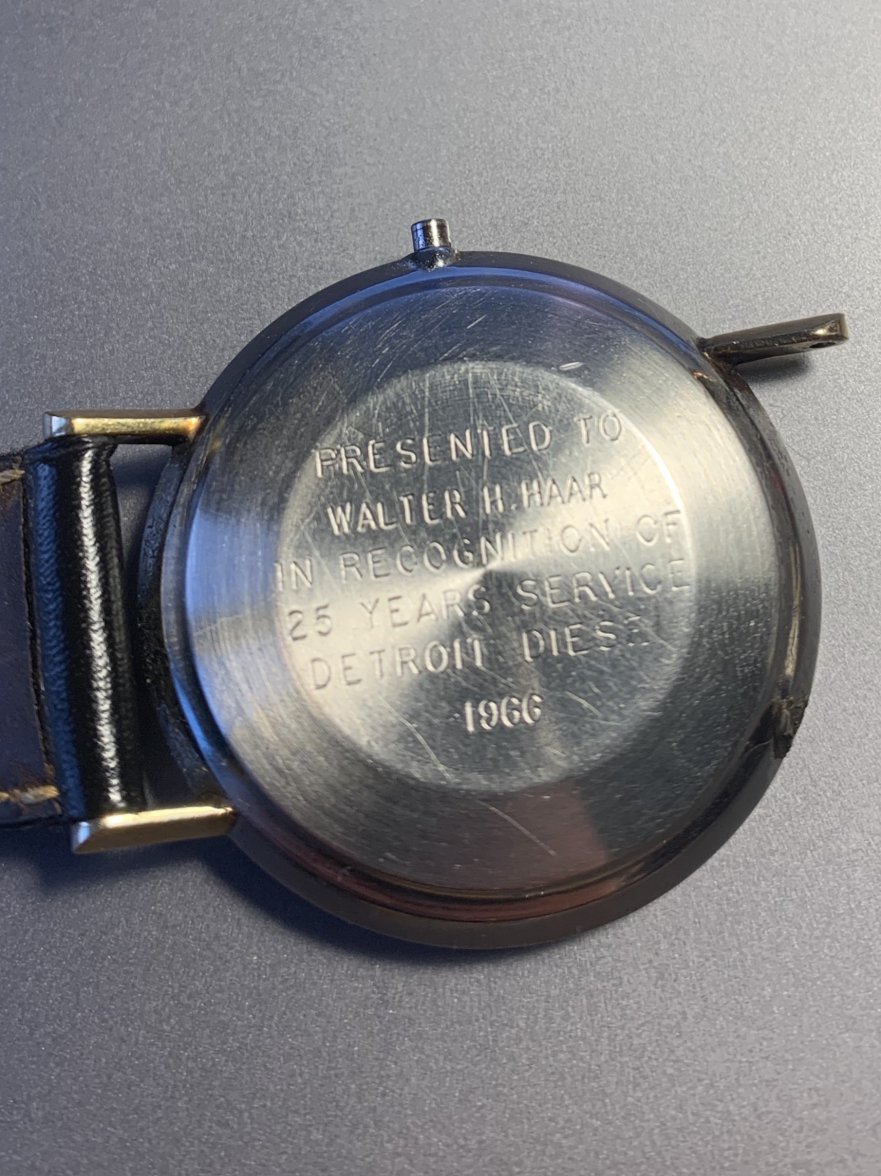 PRESENTED TO
WALTER H. HAAR
IN RECOGNITION OF
25 YEARS SERVICE
DETROIT DIESEL
1966